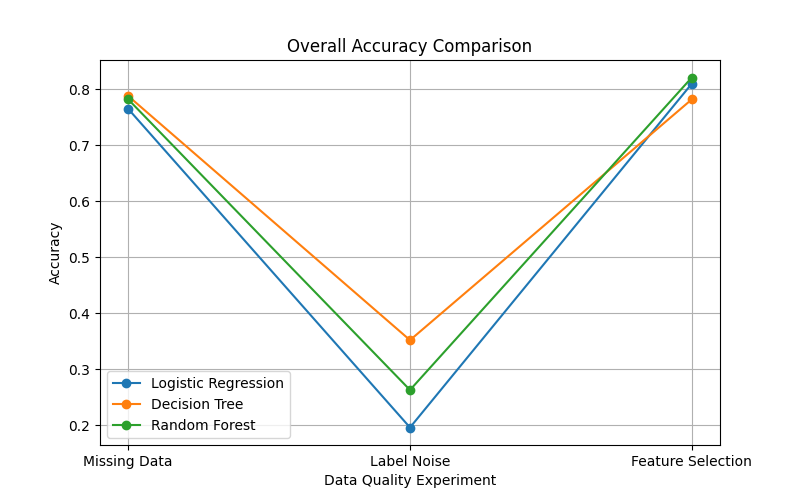 Overall Accuracy Comparison
0.8
0.7
0.6
0.5
0.4
0.3
0.2
Accuracy
Logistic Regression
Decision Tree
Random Forest
Missing Data
Label Noise
Feature Selection
Data Quality Experiment